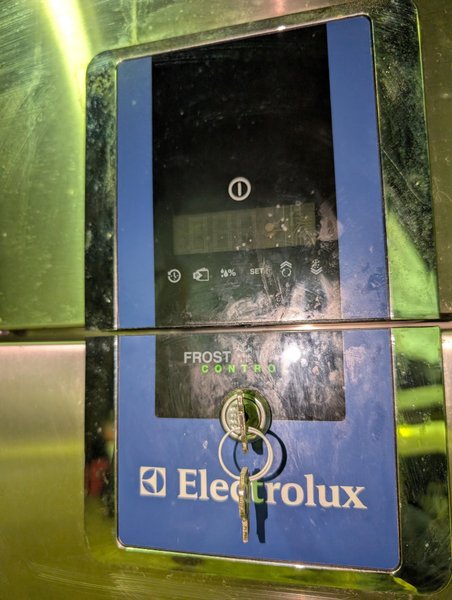 %
SET
FROST
CONTRO
Electrolux